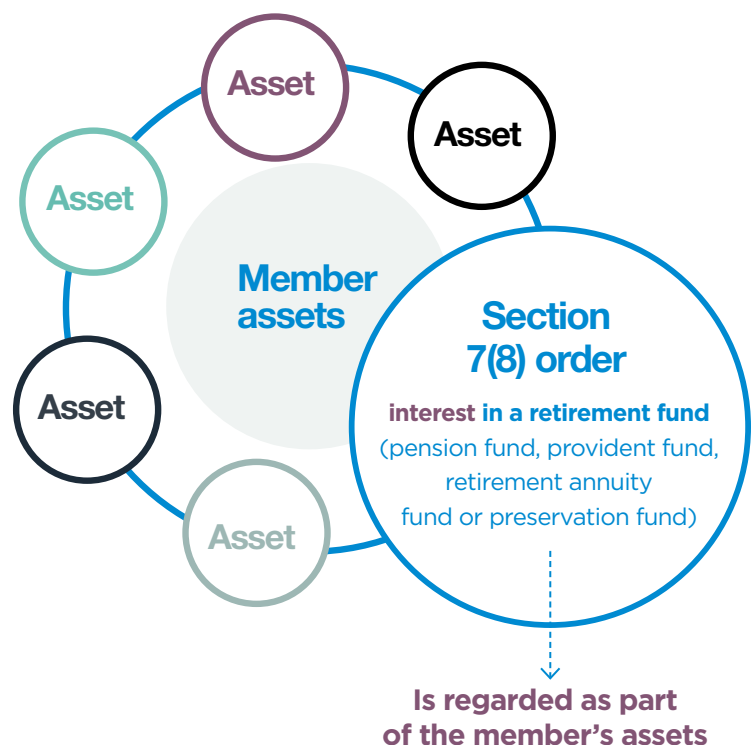 Asset
Asset
Asset
Member
assets
Section
7(8) order
interest in a retirement fund
(pension fund, provident fund,
retirement annuity
fund or preservation fund)
Asset
Asset
Is regarded as part
of the member’s assets